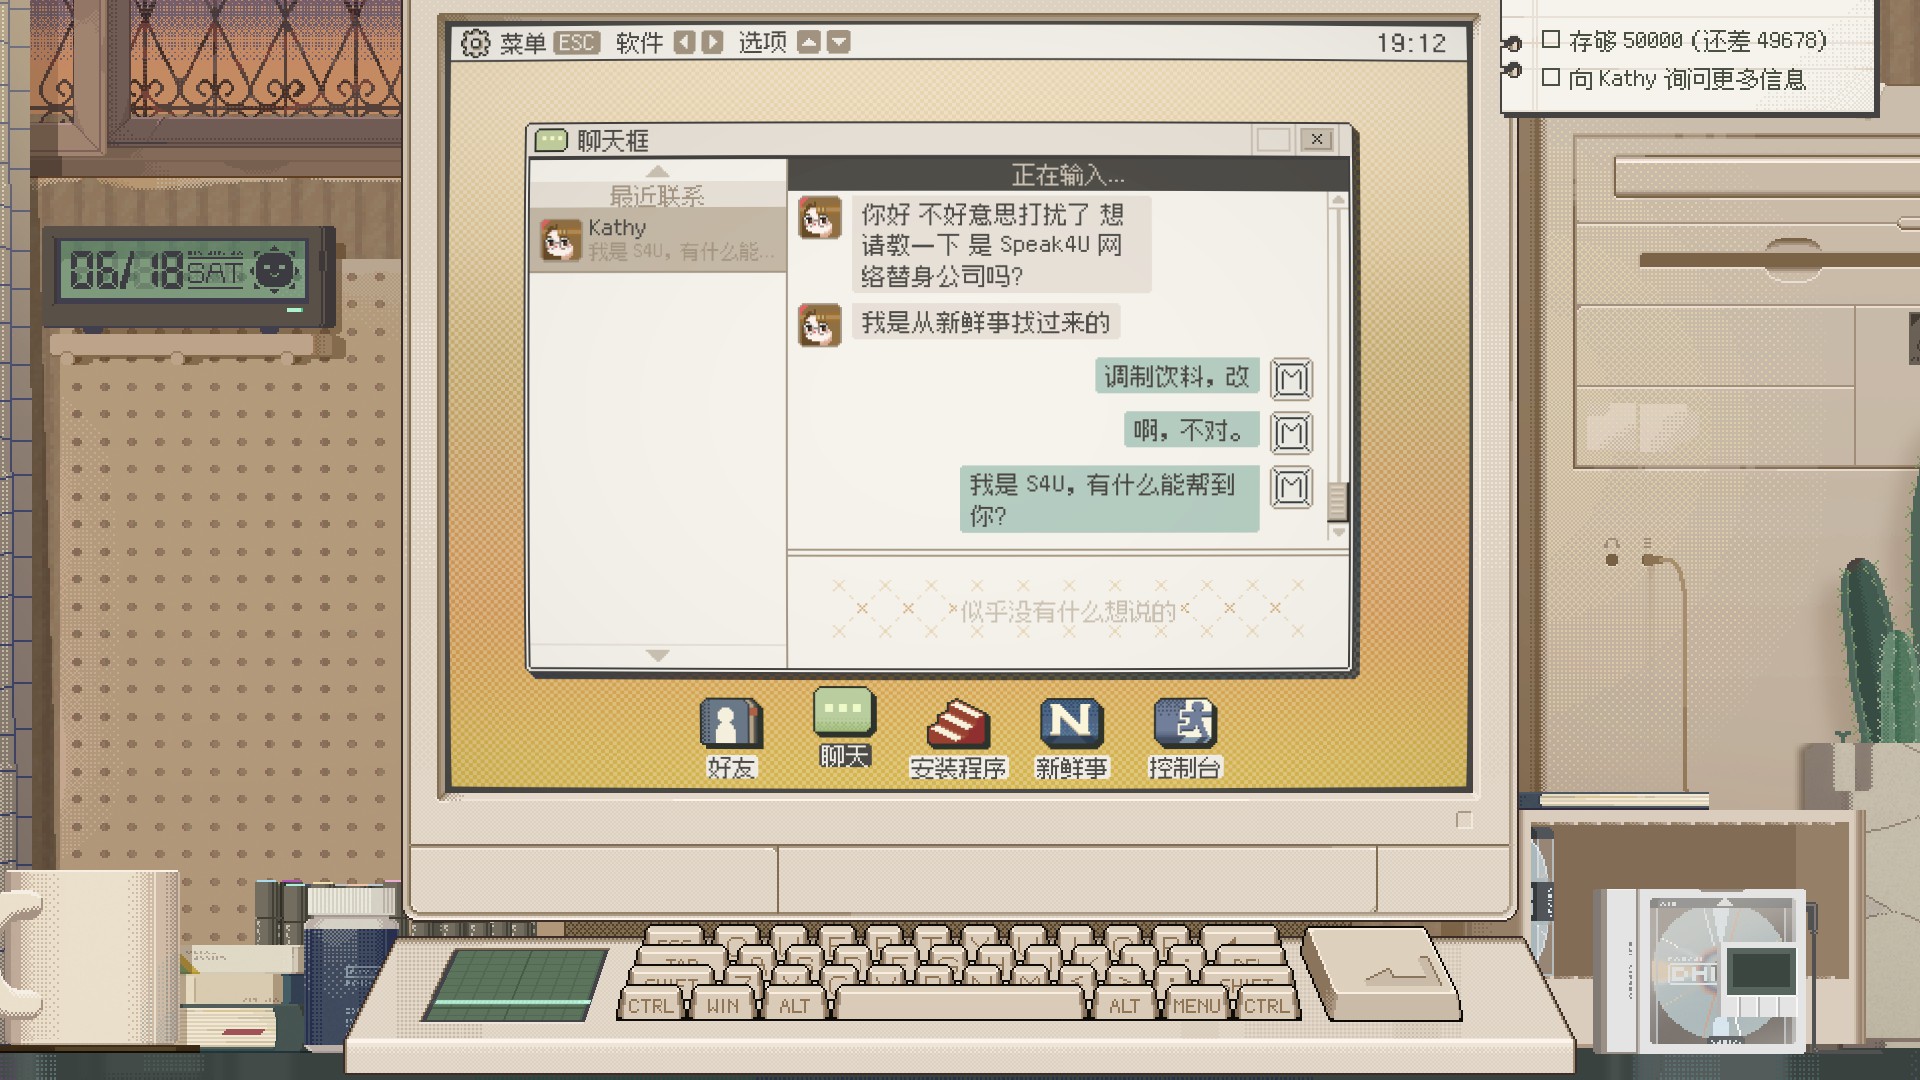 菜单 ESC 软件 选项 19:12
存够 50000 (还差 49678)
向 Kathy 询问更多信息
聊天框
最近联系
Kathy
我是 S4U，有什么能...
正在输入...
你好 不好意思打扰了 想
请教一下 是 Speak4U 网
络替身公司吗?
我是从新鲜事找过来的
调制饮料，改
M
啊，不对。
M
我是 S4U，有什么能帮到
你?
M
似乎没有什么想说的
06/18 SAT
好友
聊天
安装程序
N
新鲜事
控制台
CTRL WIN ALT ALT MENU CTRL